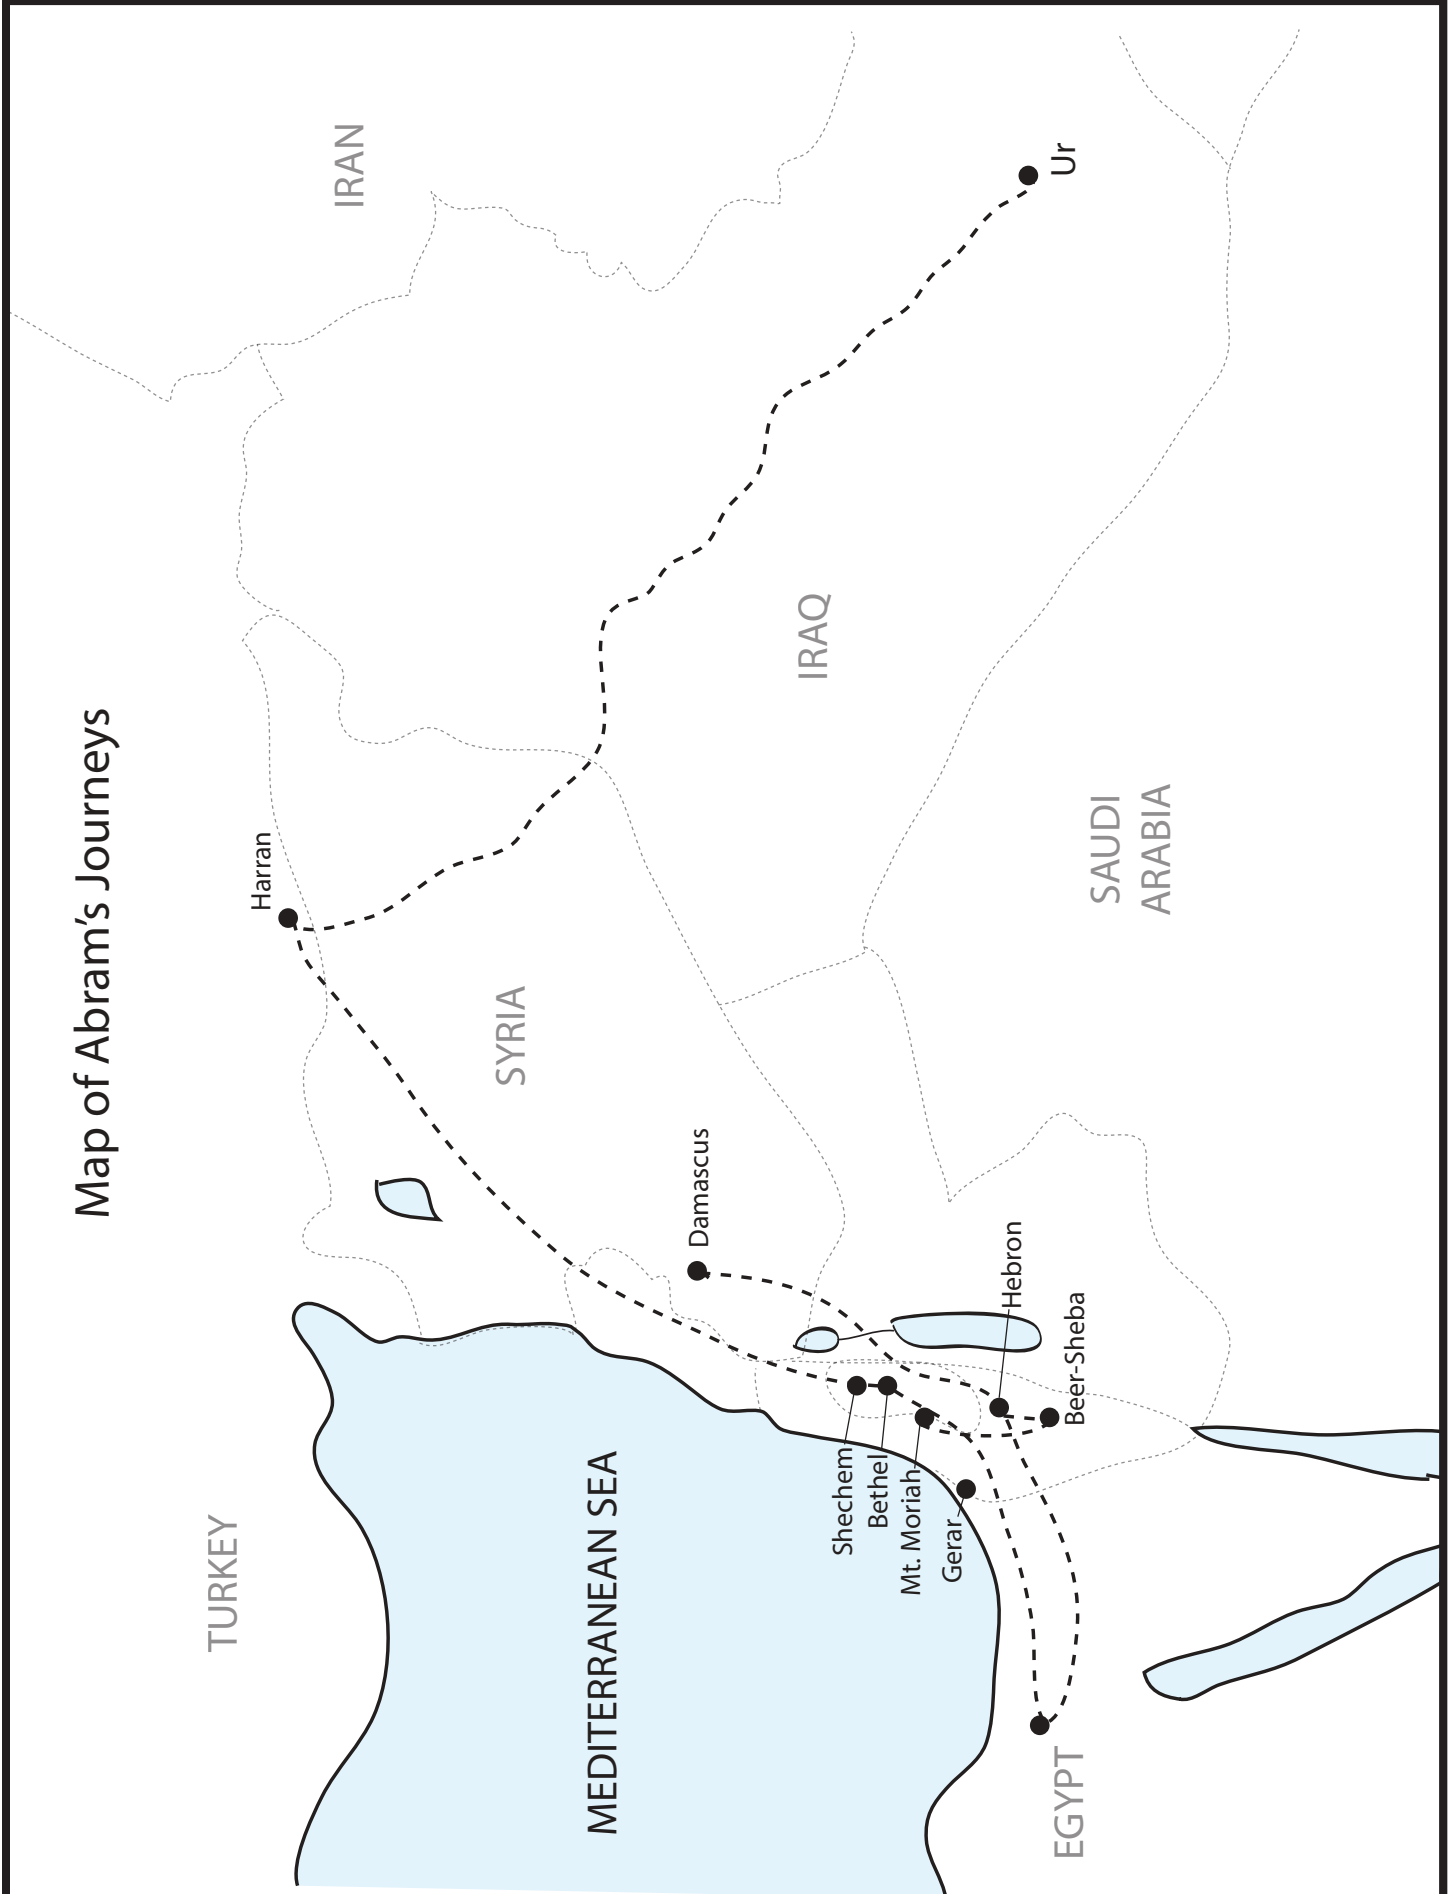 Map of Abram's Journeys
TURKEY
Harran
IRAN
SYRIA
MEDITERRANEAN SEA
Damascus
IRAQ
Shechem
Bethel
Mt. Moriah
Gerar
Hebron
Beer-Sheba
Ur
EGYPT
SAUDI
ARABIA